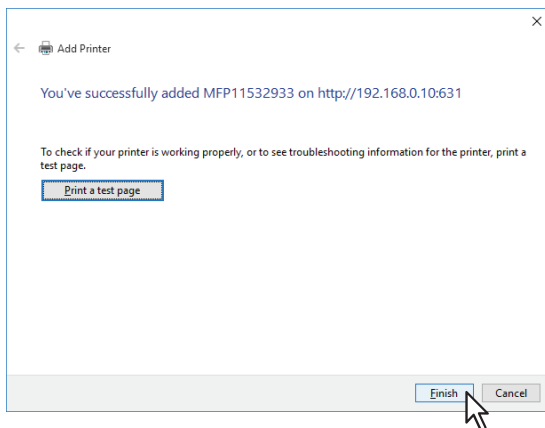 Add Printer
You've successfully added MFP11532933 on http://192.168.0.10:631
To check if your printer is working properly, or to see troubleshooting information for the printer, print a
test page.
Print a test page
Finish Cancel